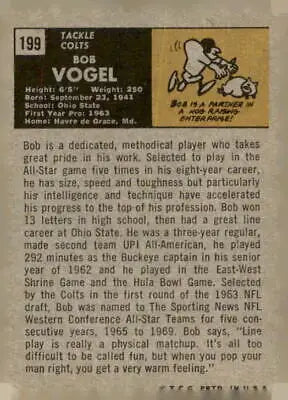 199
TACKLE
COLTS
BOB
VOGEL
Height: 6'5" Weight: 250
Born: September 23, 1941
School: Ohio State
First Year Pro: 1963
Home: Havre de Grace, Md.
BOB IS A PARTNER IN
A HOG RAISING
ENTERPRISE!
Bob is a dedicated, methodical player who takes
great pride in his work. Selected to play in the
All-Star game five times in his eight-year career,
he has size, speed and toughness but particularly
his intelligence and technique have accelerated
his progress to the top of his profession. Bob won
13 letters in high school, then had a great line
career at Ohio State. He was a three-year regular,
made second team UPI All-American, he played
292 minutes as the Buckeye captain in his senior
year of 1962 and he played in the East-West
Shrine Game and the Hula Bowl Game. Selected
by the Colts in the first round of the 1963 NFL
draft, Bob was named to The Sporting News NFL
Western Conference All-Star Teams for five con-
secutive years, 1965 to 1969. Bob says, "Line
play is really a physical matchup. It's all too
difficult to be called fun, but when you pop your
man right, you get a very warm feeling."
© T.C.G. PRTD. IN U.S.A.